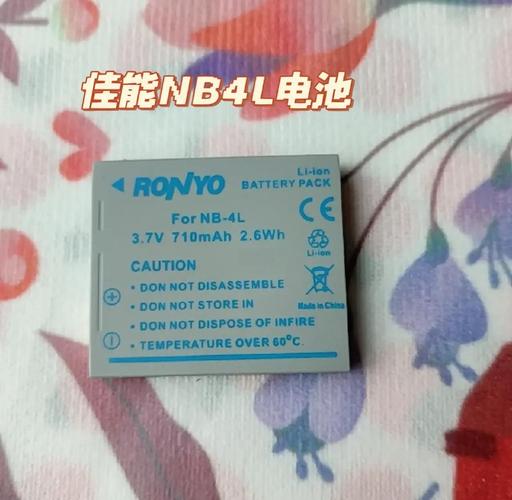 佳能NB4L电池
RONYO
Li-ion
BATTERY PACK
For NB-4L
3.7V 710mAh 2.6Wh
CE
Li-ion
CAUTION
• DON NOT DISASSEMBLE
• DON NOT STORE IN
• DON NOT DISPOSE OF INFIRE
• TEMPERATURE OVER 60°C.
Made in China